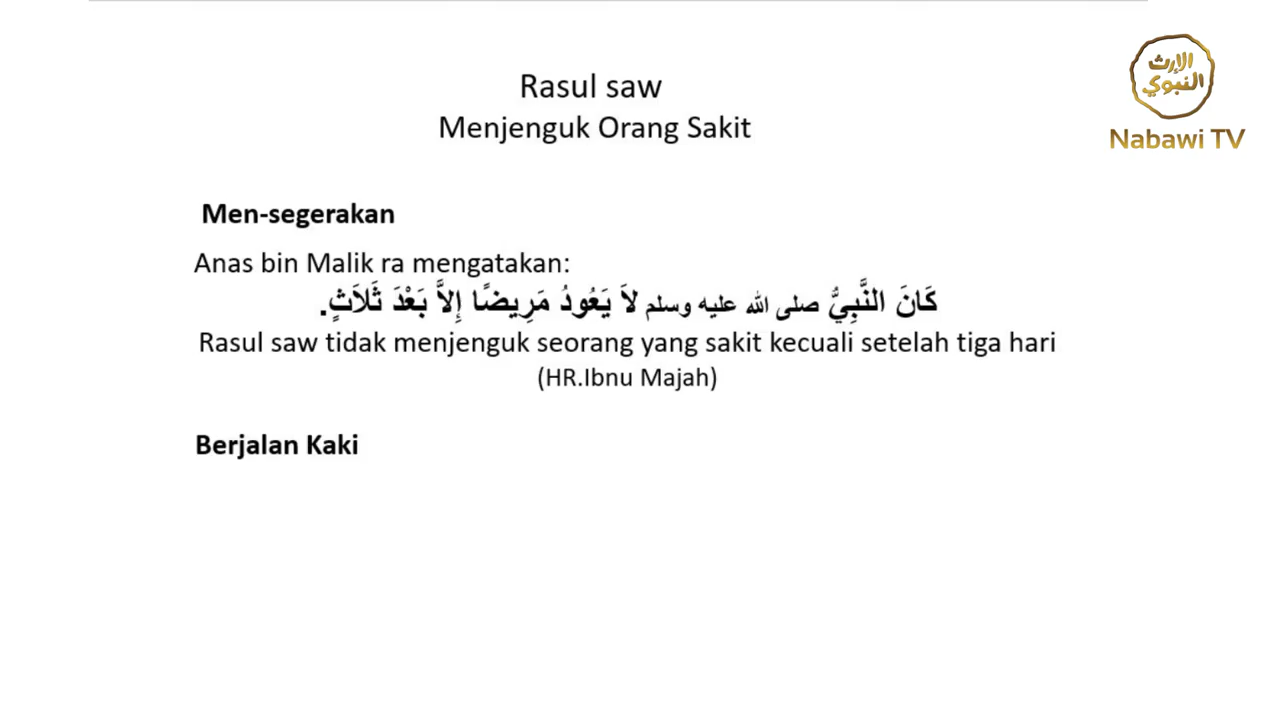 الإرث
النبوي
Nabawi TV
Rasul saw
Menjenguk Orang Sakit
Men-segerakan
Anas bin Malik ra mengatakan:
كَانَ النَّبِيُّ صلى الله عليه وسلم لاَ يَعُودُ مَرِيضًا إِلاَّ بَعْدَ ثَلاَثٍ.
Rasul saw tidak menjenguk seorang yang sakit kecuali setelah tiga hari
(HR.Ibnu Majah)
Berjalan Kaki